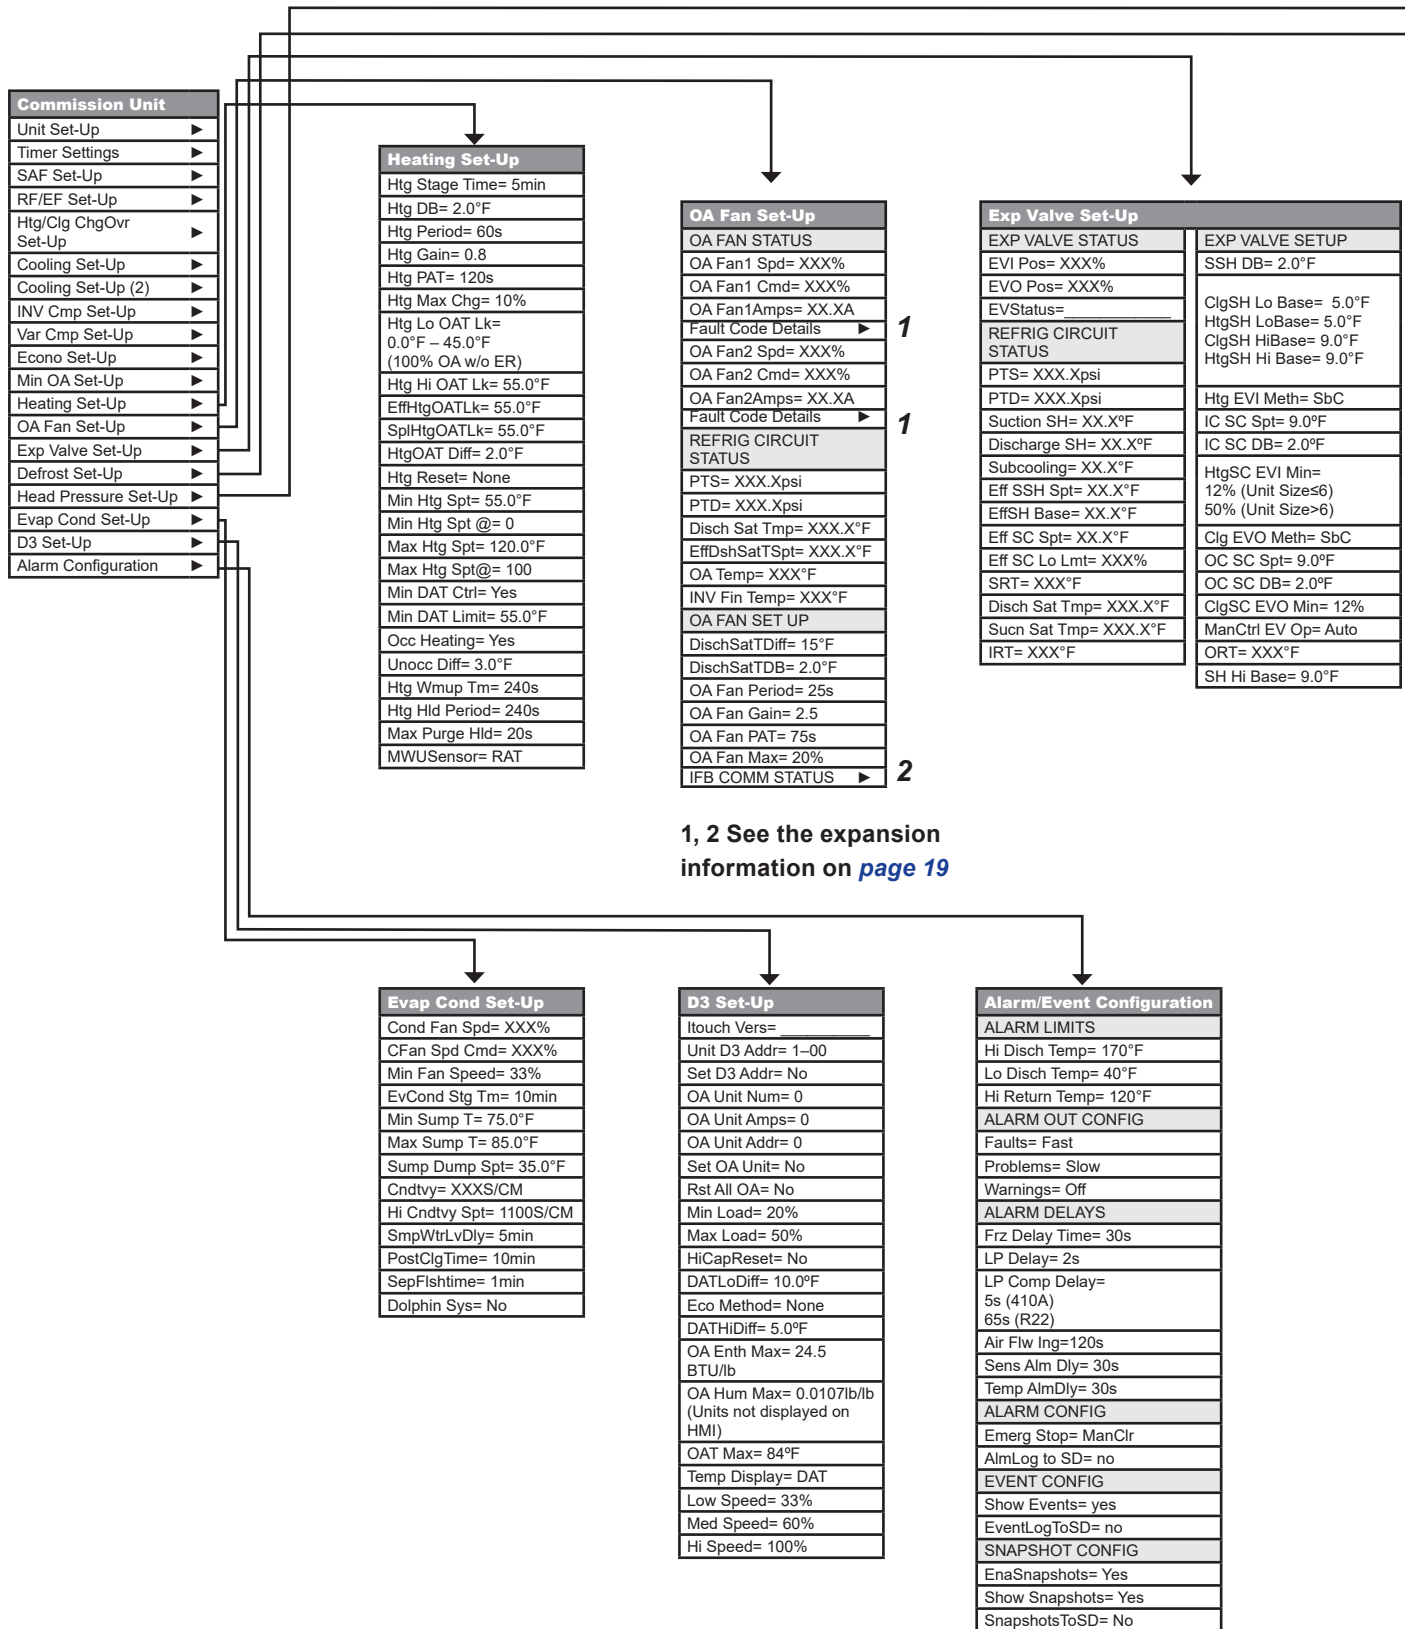 Commission Unit
Unit Set-Up ►
Timer Settings ►
SAF Set-Up ►
RF/EF Set-Up ►
Htg/Clg ChgOvr
Set-Up ►
Cooling Set-Up ►
Cooling Set-Up (2) ►
INV Cmp Set-Up ►
Var Cmp Set-Up ►
Econo Set-Up ►
Min OA Set-Up ►
Heating Set-Up ►
OA Fan Set-Up ►
Exp Valve Set-Up ►
Defrost Set-Up ►
Head Pressure Set-Up ►
Evap Cond Set-Up ►
D3 Set-Up ►
Alarm Configuration ►
Heating Set-Up
Htg Stage Time= 5min
Htg DB= 2.0°F
Htg Period= 60s
Htg Gain= 0.8
Htg PAT= 120s
Htg Max Chg= 10%
Htg Lo OAT Lk=
0.0°F – 45.0°F
(100% OA w/o ER)
Htg Hi OAT Lk= 55.0°F
EffHtgOATLk= 55.0°F
SplHtgOATLk= 55.0°F
HtgOAT Diff= 2.0°F
Htg Reset= None
Min Htg Spt= 55.0°F
Min Htg Spt @= 0
Max Htg Spt= 120.0°F
Max Htg Spt@= 100
Min DAT Ctrl= Yes
Min DAT Limit= 55.0°F
Occ Heating= Yes
Unocc Diff= 3.0°F
Htg Wmup Tm= 240s
Htg Hld Period= 240s
Max Purge Hld= 20s
MWUSensor= RAT
OA Fan Set-Up
OA FAN STATUS
OA Fan1 Spd= XXX%
OA Fan1 Cmd= XXX%
OA Fan1Amps= XX.XA
Fault Code Details ► 1
OA Fan2 Spd= XXX%
OA Fan2 Cmd= XXX%
OA Fan2Amps= XX.XA
Fault Code Details ► 1
REFRIG CIRCUIT
STATUS
PTS= XXX.Xpsi
PTD= XXX.Xpsi
Disch Sat Tmp= XXX.X°F
EffDshSatTSpt= XXX.X°F
OA Temp= XXX°F
INV Fin Temp= XXX°F
OA FAN SET UP
DischSatTDiff= 15°F
DischSatTDB= 2.0°F
OA Fan Period= 25s
OA Fan Gain= 2.5
OA Fan PAT= 75s
OA Fan Max= 20%
IFB COMM STATUS ► 2
1, 2 See the expansion
information on page 19
Exp Valve Set-Up
EXP VALVE STATUS
EVI Pos= XXX%
EVO Pos= XXX%
EVStatus=____________
REFRIG CIRCUIT
STATUS
PTS= XXX.Xpsi
PTD= XXX.Xpsi
Suction SH= XX.XºF
Discharge SH= XX.XºF
Subcooling= XX.X°F
Eff SSH Spt= XX.X°F
EffSH Base= XX.X°F
Eff SC Spt= XX.X°F
Eff SC Lo Lmt= XXX%
SRT= XXX°F
Disch Sat Tmp= XXX.X°F
Sucn Sat Tmp= XXX.X°F
IRT= XXX°F
EXP VALVE SETUP
SSH DB= 2.0°F
ClgSH Lo Base= 5.0°F
HtgSH LoBase= 5.0°F
ClgSH HiBase= 9.0°F
HtgSH Hi Base= 9.0°F
Htg EVI Meth= SbC
IC SC Spt= 9.0ºF
IC SC DB= 2.0ºF
HtgSC EVI Min=
12% (Unit Size≤6)
50% (Unit Size>6)
Clg EVO Meth= SbC
OC SC Spt= 9.0ºF
OC SC DB= 2.0ºF
ClgSC EVO Min= 12%
ManCtrl EV Op= Auto
ORT= XXX°F
SH Hi Base= 9.0°F
Evap Cond Set-Up
Cond Fan Spd= XXX%
CFan Spd Cmd= XXX%
Min Fan Speed= 33%
EvCond Stg Tm= 10min
Min Sump T= 75.0°F
Max Sump T= 85.0°F
Sump Dump Spt= 35.0°F
Cndtvy= XXXS/CM
Hi Cndtvy Spt= 1100S/CM
SmpWtrLvDly= 5min
PostClgTime= 10min
SepFlshtime= 1min
Dolphin Sys= No
D3 Set-Up
Itouch Vers= __________
Unit D3 Addr= 1–00
Set D3 Addr= No
OA Unit Num= 0
OA Unit Amps= 0
OA Unit Addr= 0
Set OA Unit= No
Rst All OA= No
Min Load= 20%
Max Load= 50%
HiCapReset= No
DATLoDiff= 10.0ºF
Eco Method= None
DATHiDiff= 5.0ºF
OA Enth Max= 24.5
BTU/lb
OA Hum Max= 0.0107lb/lb
(Units not displayed on
HMI)
OAT Max= 84ºF
Temp Display= DAT
Low Speed= 33%
Med Speed= 60%
Hi Speed= 100%
Alarm/Event Configuration
ALARM LIMITS
Hi Disch Temp= 170°F
Lo Disch Temp= 40°F
Hi Return Temp= 120°F
ALARM OUT CONFIG
Faults= Fast
Problems= Slow
Warnings= Off
ALARM DELAYS
Frz Delay Time= 30s
LP Delay= 2s
LP Comp Delay=
5s (410A)
65s (R22)
Air Flw Ing=120s
Sens Alm Dly= 30s
Temp AlmDly= 30s
ALARM CONFIG
Emerg Stop= ManClr
AlmLog to SD= no
EVENT CONFIG
Show Events= yes
EventLogToSD= no
SNAPSHOT CONFIG
EnaSnapshots= Yes
Show Snapshots= Yes
SnapshotsToSD= No